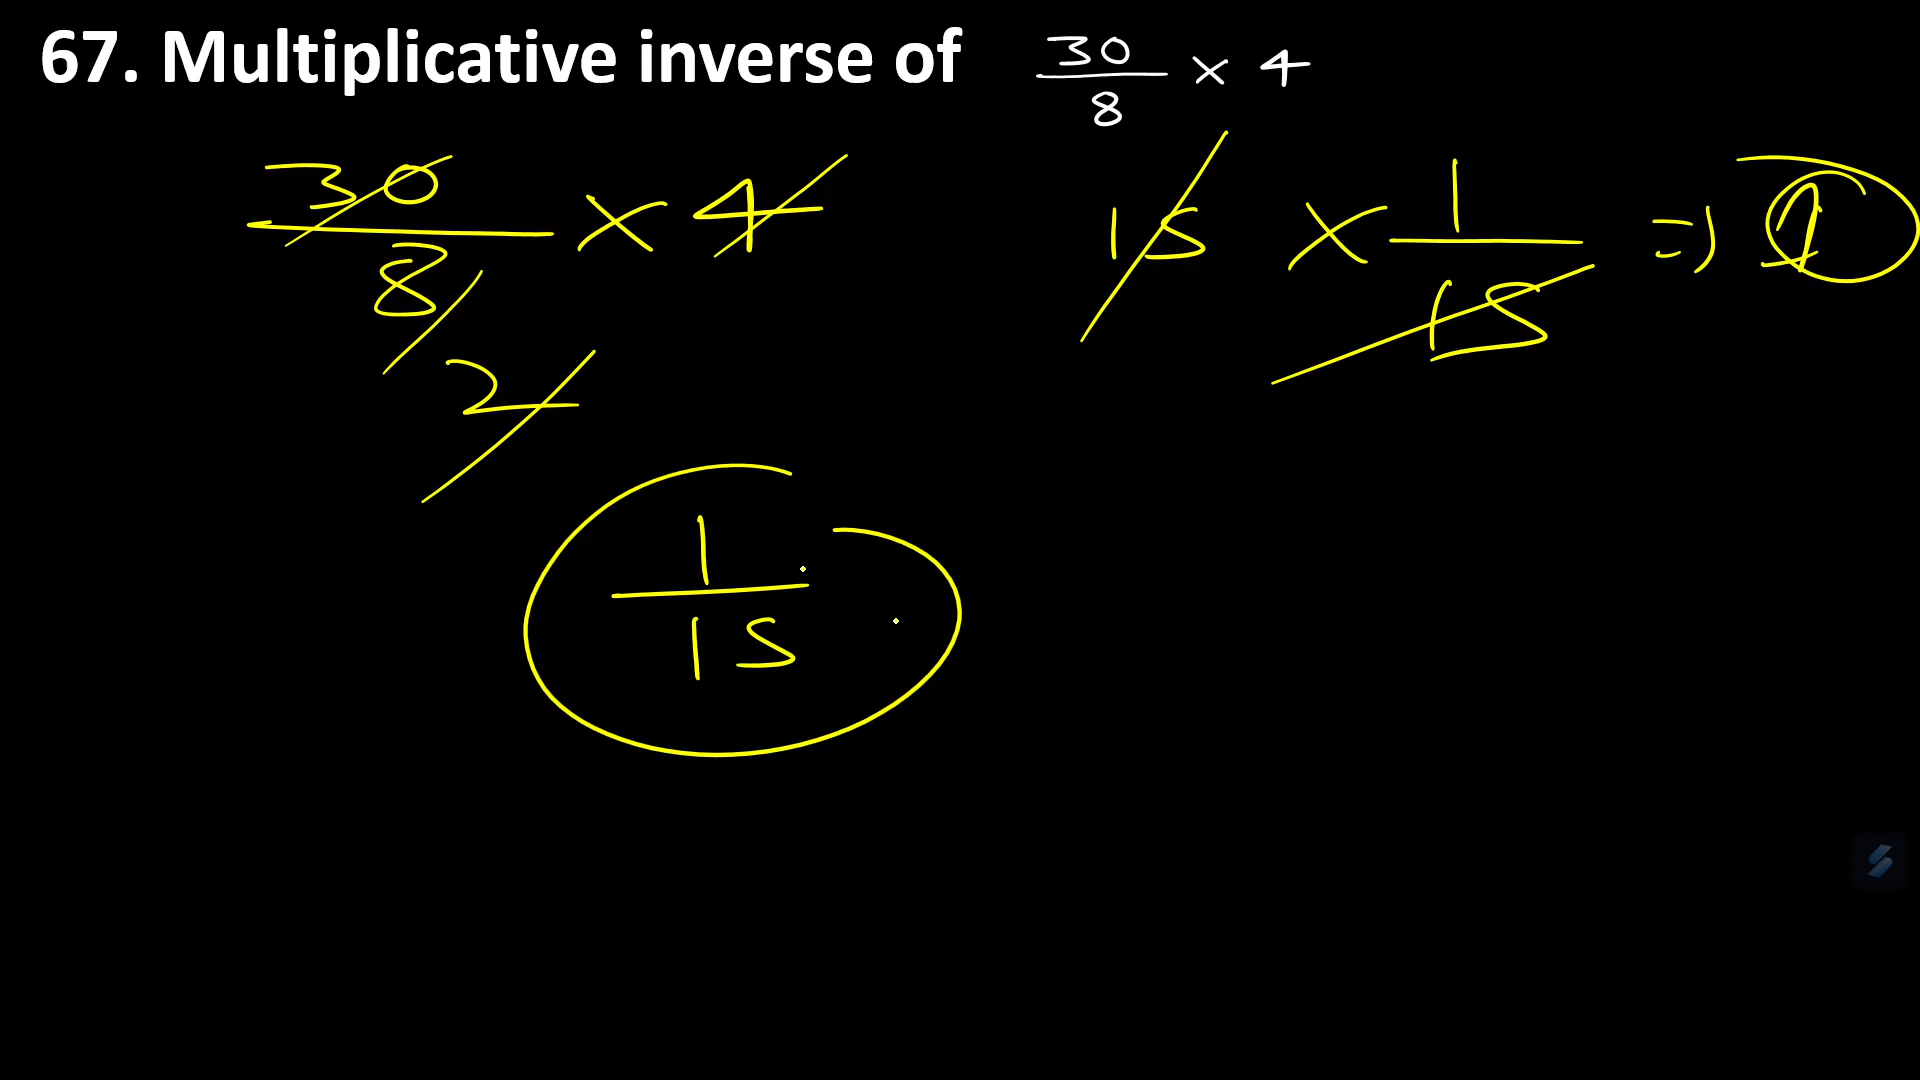 67. Multiplicative inverse of 30/8 × 4
30/8 × 4
2
15 × 1/15 => 1
1/15